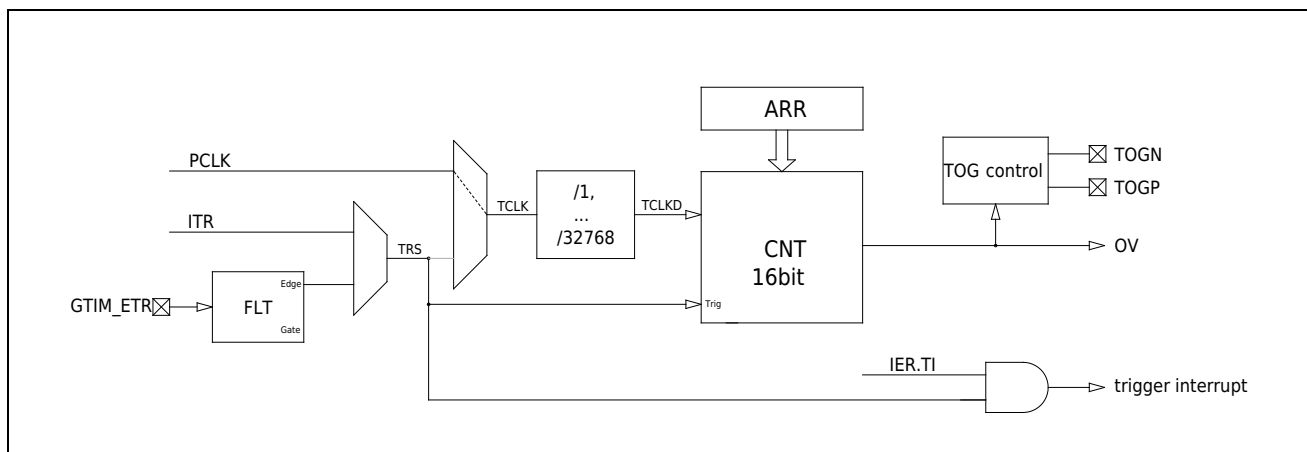 ARR
PCLK
TOGN
TOG control
TOGP
/1,
...
/32768
TCLK
TCLKD
ITR
TRS
CNT
16bit
OV
Edge
GTIM_ETR
FLT
Trig
Gate
IER.TI
trigger interrupt